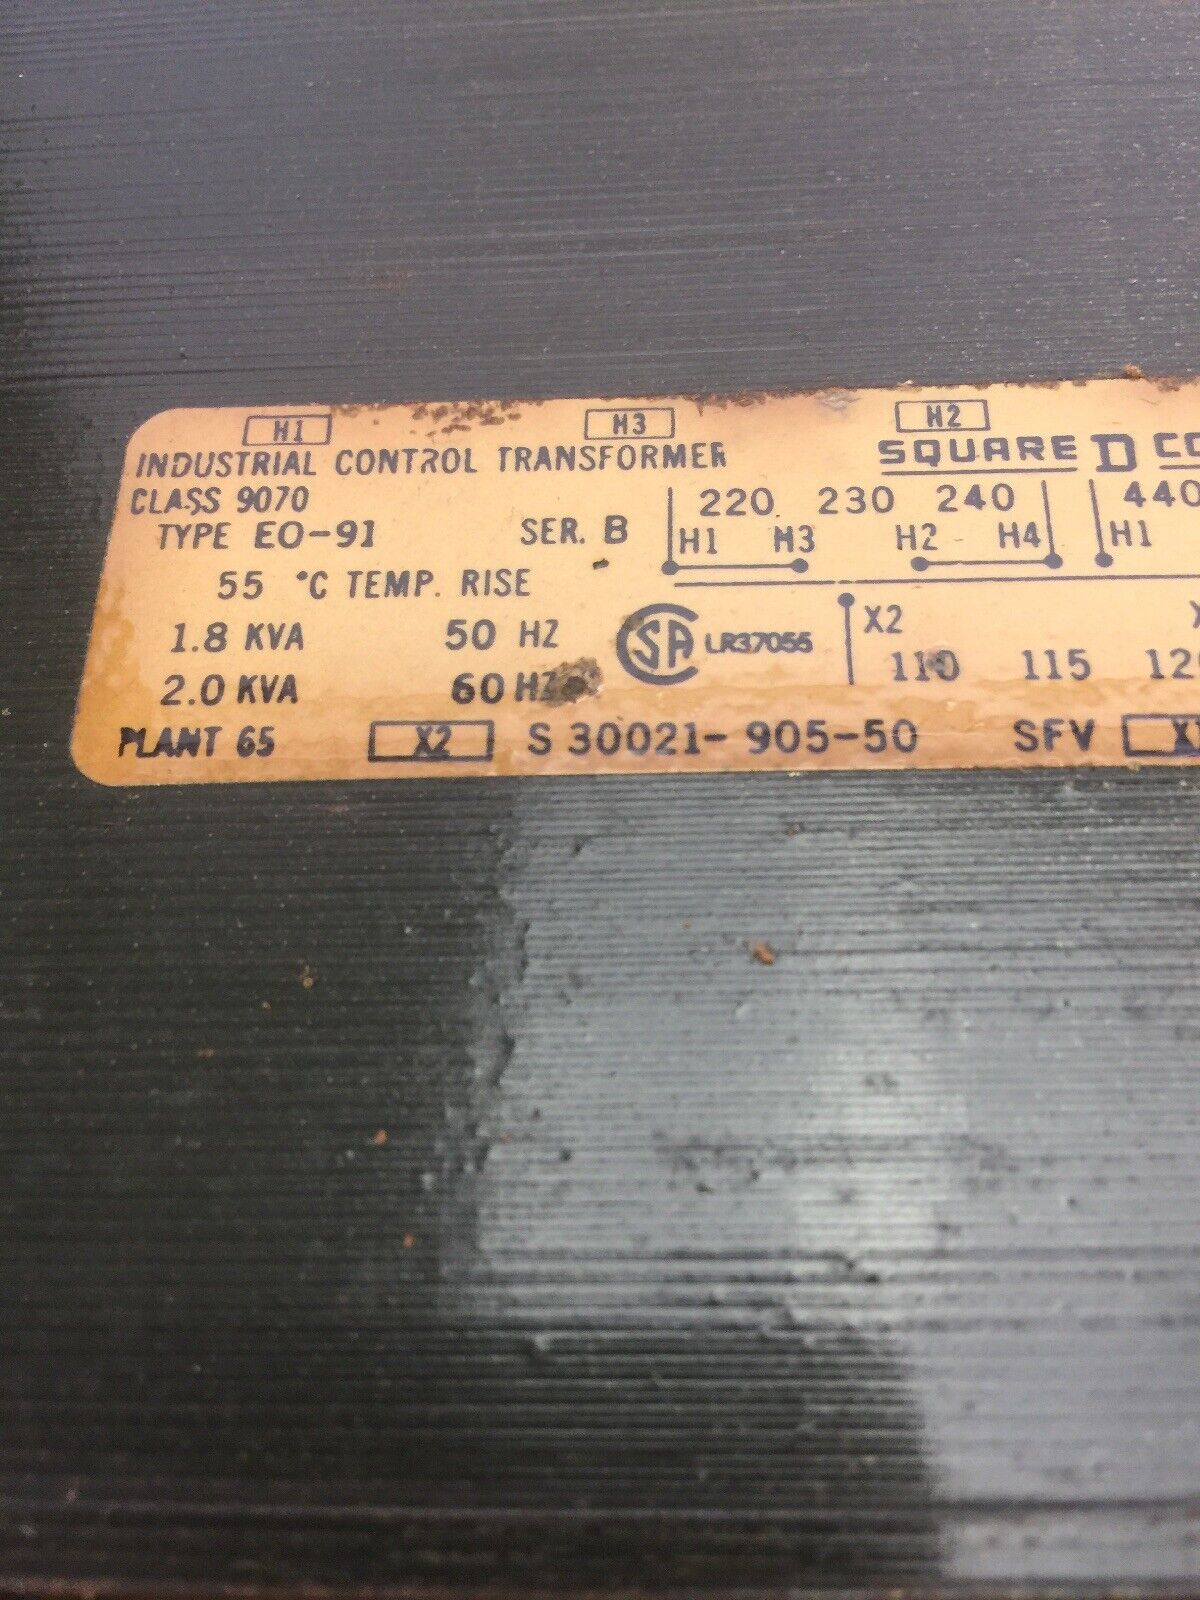 H1 H3 H2
INDUSTRIAL CONTROL TRANSFORMER SQUARE D
CLASS 9070 220 230 240 440
TYPE EO-91 SER. B H1 H3 H2 H4 H1
55 °C TEMP. RISE
1.8 KVA 50 HZ SA LR37055 X2
2.0 KVA 60 HZ 110 115
PLANT 65 X2 S 30021-905-50 SFV